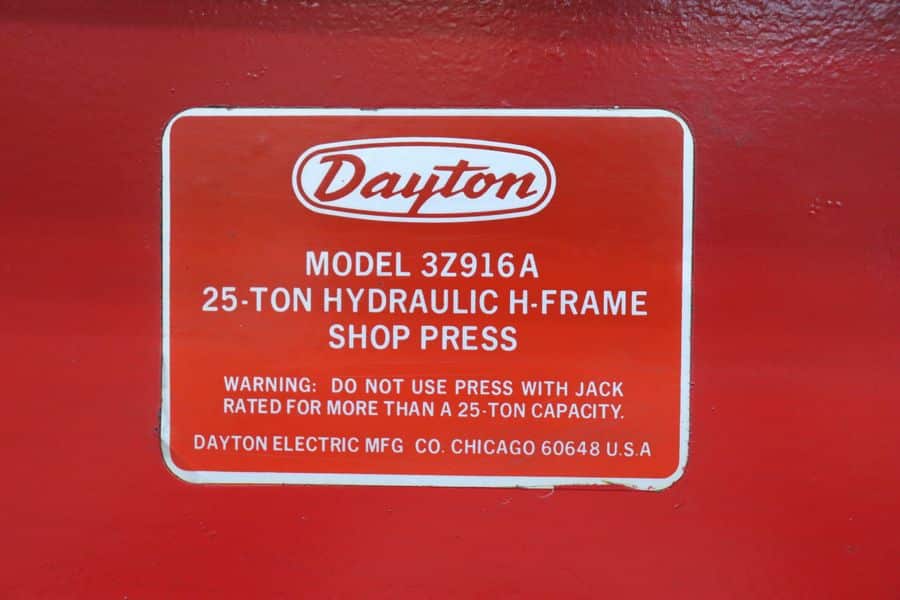 Dayton
MODEL 3Z916A
25-TON HYDRAULIC H-FRAME
SHOP PRESS
WARNING: DO NOT USE PRESS WITH JACK
RATED FOR MORE THAN A 25-TON CAPACITY.
DAYTON ELECTRIC MFG CO. CHICAGO 60648 U.S.A